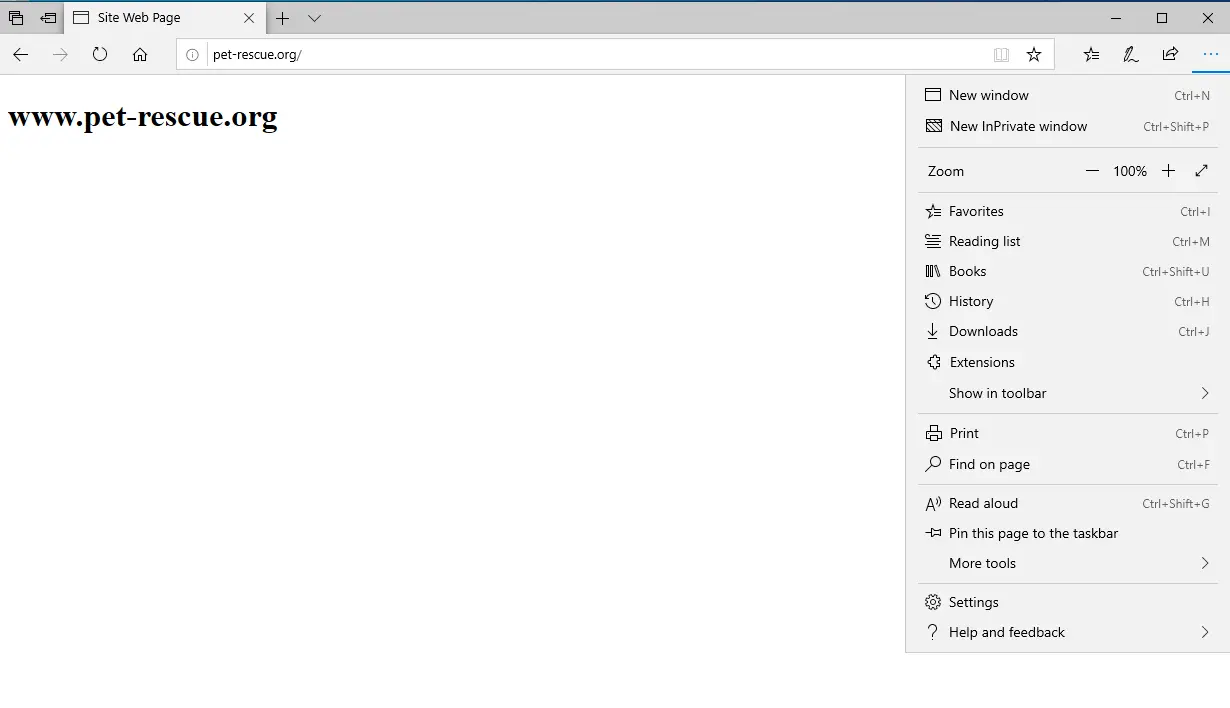 Site Web Page
pet-rescue.org/
www.pet-rescue.org
New window Ctrl+N
New InPrivate window Ctrl+Shift+P
Zoom 100%
Favorites Ctrl+I
Reading list Ctrl+M
Books Ctrl+Shift+U
History Ctrl+H
Downloads Ctrl+J
Extensions
Show in toolbar
Print Ctrl+P
Find on page Ctrl+F
Read aloud Ctrl+Shift+G
Pin this page to the taskbar
More tools
Settings
Help and feedback